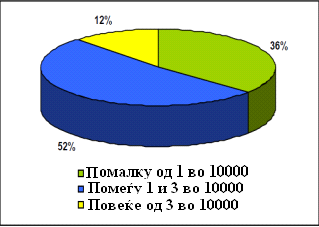 12%
36%
52%
Помалку од 1 во 10000
Помеѓу 1 и 3 во 10000
Повеќе од 3 во 10000